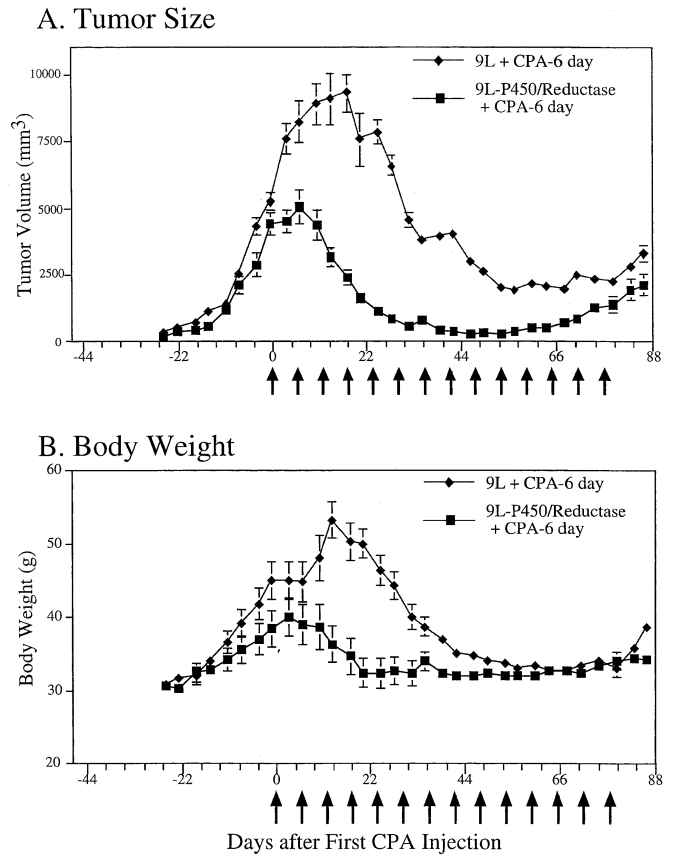 A. Tumor Size
10000
7500
5000
2500
0
Tumor Volume (mm3)
9L + CPA-6 day
9L-P450/Reductase
+ CPA-6 day
-44 -22 0 22 44 66 88
B. Body Weight
60
50
40
30
20
Body Weight (g)
9L + CPA-6 day
9L-P450/Reductase
+ CPA-6 day
-44 -22 0 22 44 66 88
Days after First CPA Injection